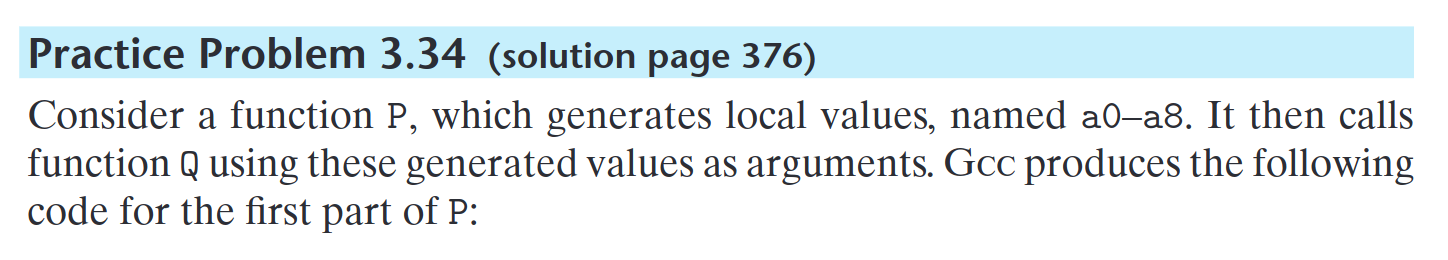 Practice Problem 3.34 (solution page 376)
Consider a function P, which generates local values, named a0–a8. It then calls
function Q using these generated values as arguments. Gcc produces the following
code for the first part of P: